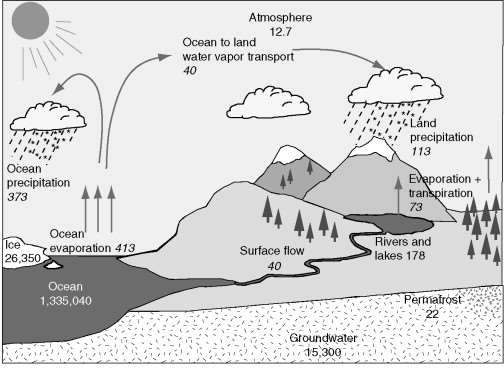 Atmosphere
12.7
Ocean to land
water vapor transport
40
Land
precipitation
113
Ocean
precipitation
373
Evaporation +
transpiration
73
Ocean
evaporation 413
Ice
26,350
Surface flow
40
Rivers and
lakes 178
Ocean
1,335,040
Permafrost
22
Groundwater
15,300